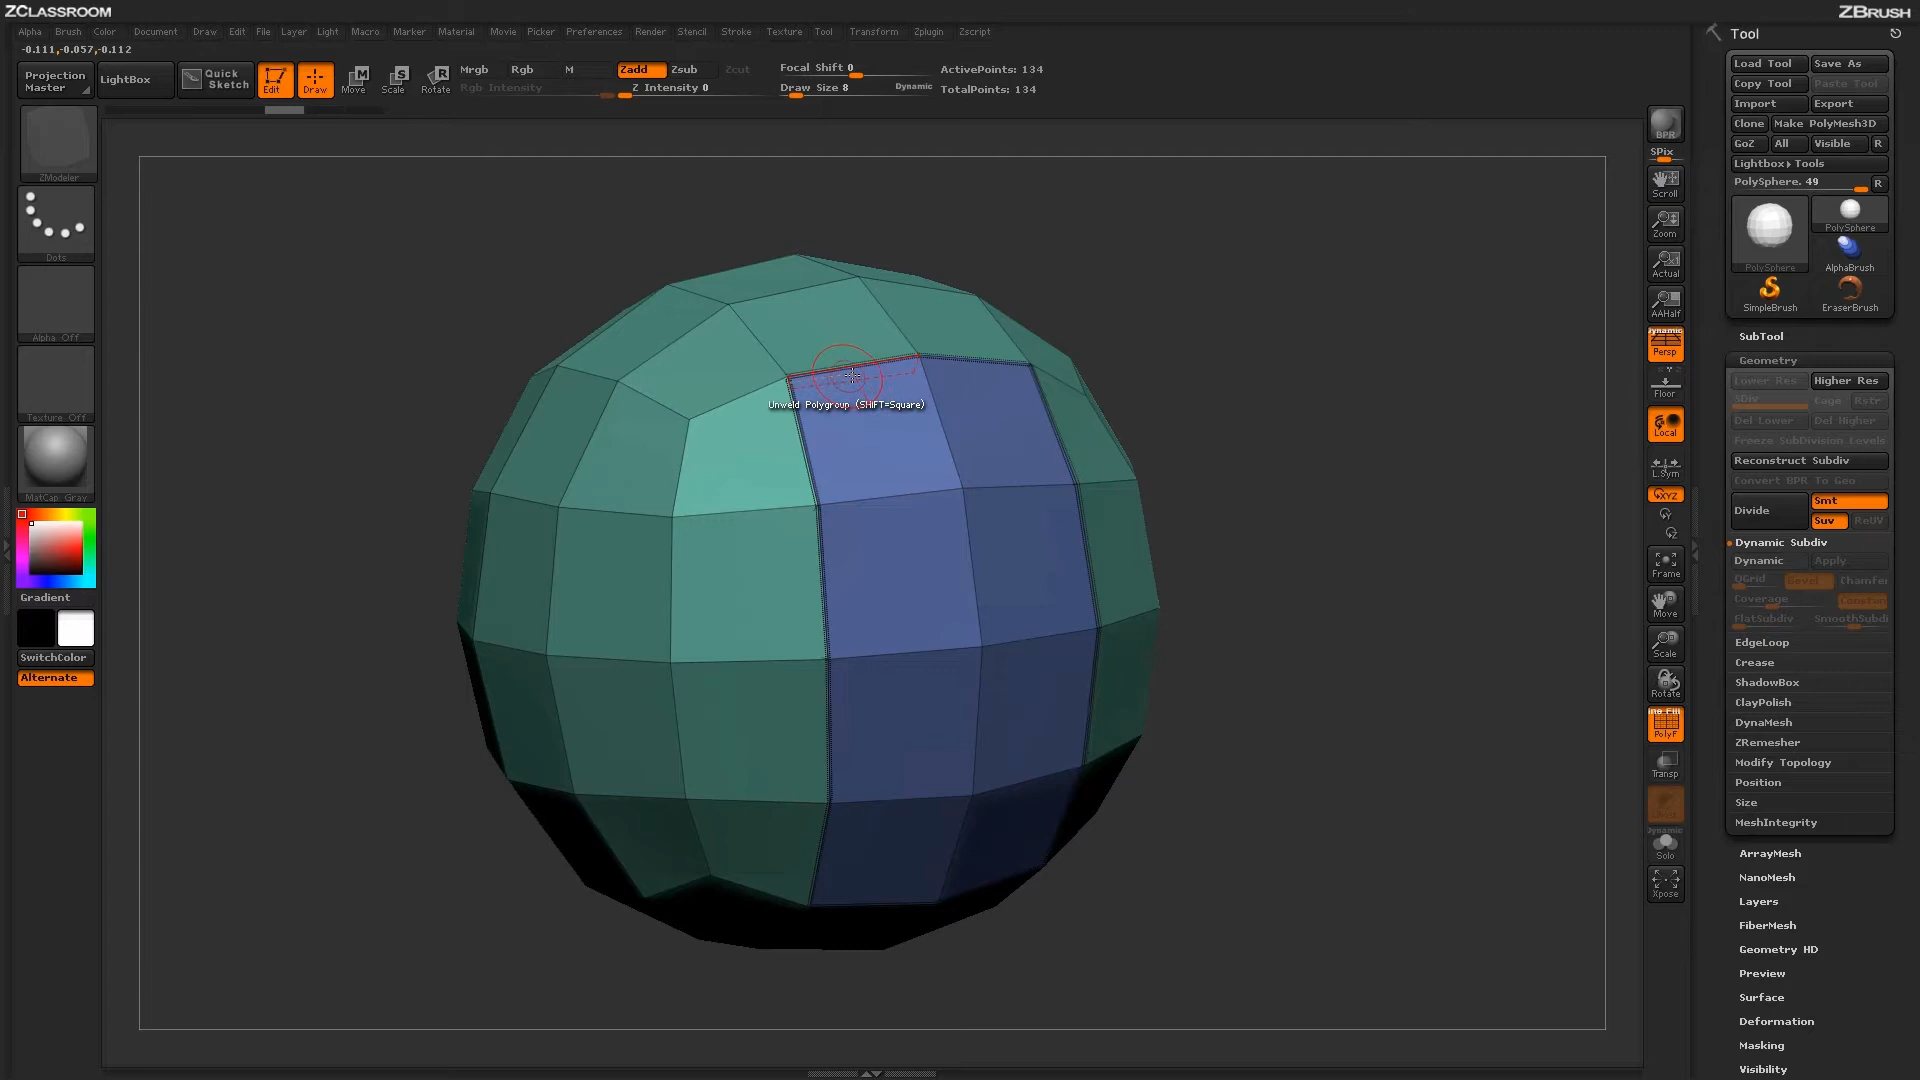 ZCLASSROOM
ZBRUSH
Alpha Brush Color Document Draw Edit File Layer Light Macro Marker Material Movie Picker Preferences Render Stencil Stroke Texture Tool Transform Zplugin Zscript
-0.111,-0.057,-0.112
Projection Master
LightBox
Quick Sketch
Edit
Draw
Move
Scale
Rotate
Mrgb Rgb M
Rgb Intensity
Zadd Zsub Zcut
Z Intensity 0
Focal Shift 0
Draw Size 8
Dynamic
ActivePoints: 134
TotalPoints: 134
ZModeler
Dots
Alpha Off
Texture Off
MatCap Gray
Gradient
SwitchColor
Alternate
Unweld Polygroup (SHIFT=Square)
BPR
SPix
Scroll
Zoom
Actual
AAHalf
Dynamic
Persp
Floor
Local
L.Sym
XYZ
Frame
Move
Scale
Rotate
PolyF
Transp
Dynamic
Solo
Xpose
Tool
Load Tool Save As
Copy Tool Paste Tool
Import Export
Clone Make PolyMesh3D
GoZ All Visible R
Lightbox▸Tools
PolySphere. 49 R
PolySphere
PolySphere
AlphaBrush
SimpleBrush
EraserBrush
SubTool
Geometry
Lower Res Higher Res
SDiv Cage Rstr
Del Lower Del Higher
Freeze SubDivision Levels
Reconstruct Subdiv
Convert BPR To Geo
Divide
Smt
Suv ReUV
Dynamic Subdiv
Dynamic Apply
QGrid Bevel Chamfer
Coverage
FlatSubdiv SmoothSubdi
EdgeLoop
Crease
ShadowBox
ClayPolish
DynaMesh
ZRemesher
Modify Topology
Position
Size
MeshIntegrity
ArrayMesh
NanoMesh
Layers
FiberMesh
Geometry HD
Preview
Surface
Deformation
Masking
Visibility